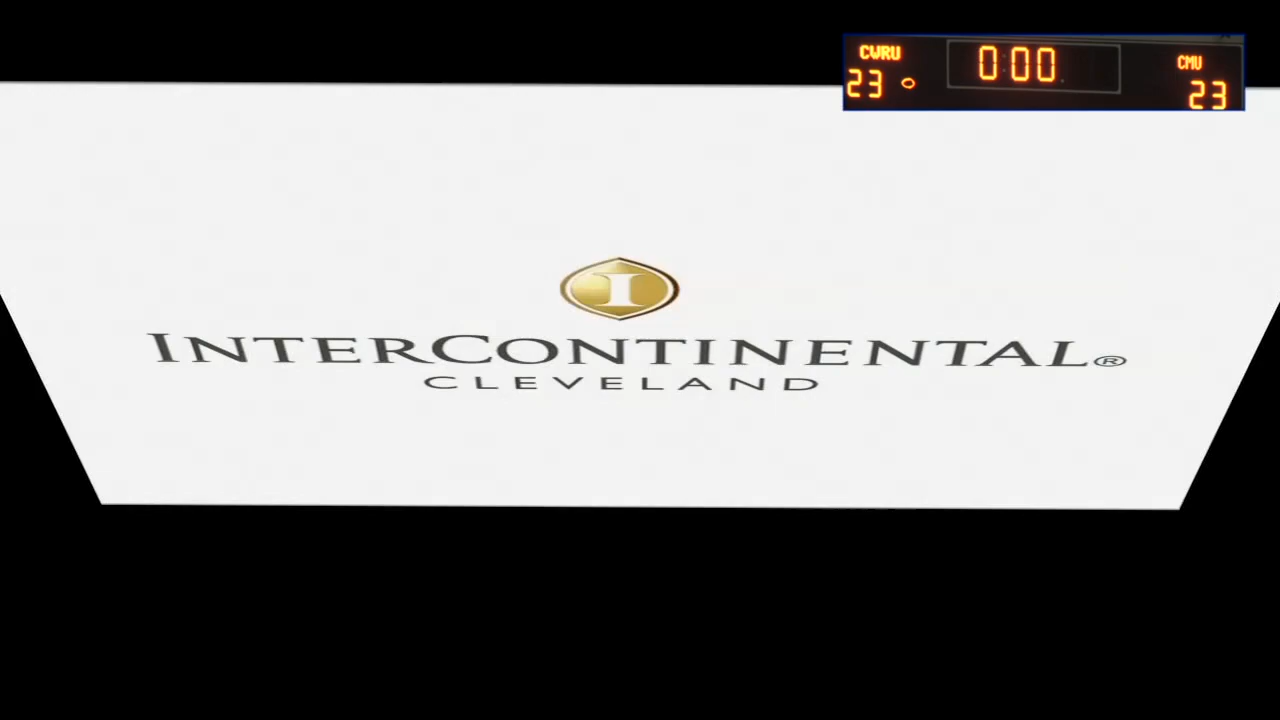 CWRU 0:00 CMU
23 23
I
INTERCONTINENTAL®
CLEVELAND